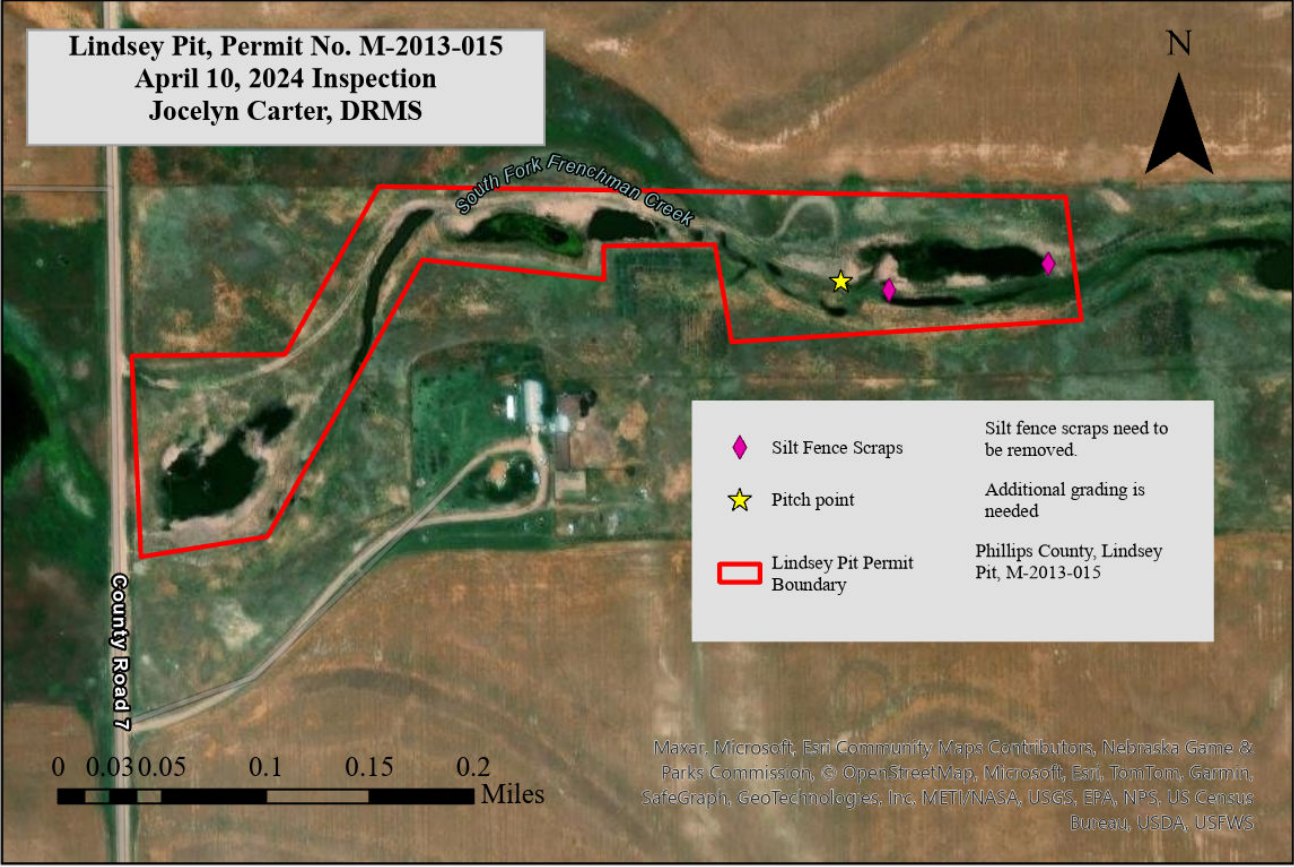 Lindsey Pit, Permit No. M-2013-015
April 10, 2024 Inspection
Jocelyn Carter, DRMS
N
South Fork Frenchman Creek
Silt Fence Scraps
Silt fence scraps need to
be removed.
Pitch point
Additional grading is
needed
Lindsey Pit Permit
Boundary
Phillips County, Lindsey
Pit, M-2013-015
County Road 7
0 0.03 0.05 0.1 0.15 0.2
Miles
Maxar, Microsoft, Esri Community Maps Contributors, Nebraska Game &
Parks Commission, © OpenStreetMap, Microsoft, Esri, TomTom, Garmin,
SafeGraph, GeoTechnologies, Inc, METI/NASA, USGS, EPA, NPS, US Census
Bureau, USDA, USFWS